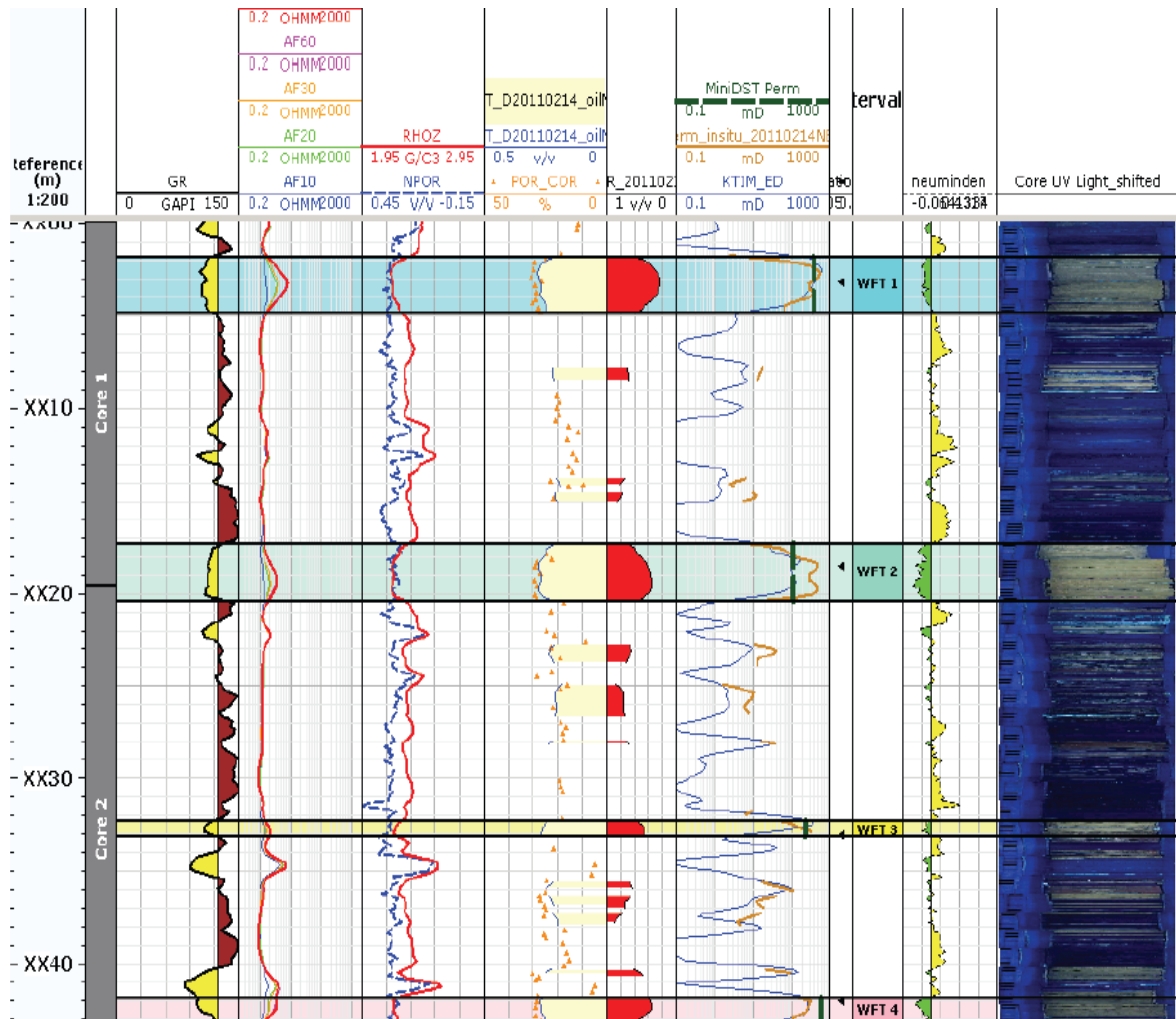 0.2 OHMM2000
AF60
0.2 OHMM2000
AF30
0.2 OHMM2000
AF20
0.2 OHMM2000
AF10
0.2 OHMM2000
GR
0 GAPI 150
RHOZ
1.95 G/C3 2.95
NPOR
0.45 V/V -0.15
T_D20110214_oilN
T_D20110214_oilN
0.5 v/v 0
POR_COR
50 % 0
R_201102
1 v/v 0
MiniDST Perm
0.1 mD 1000
erm_insitu_20110214NE
0.1 mD 1000
KTIM_ED
0.1 mD 1000
terval
neuminden
Core UV Light_shifted
Reference
(m)
1:200
XX00
XX10
XX20
XX30
XX40
Core 1
Core 2
WFT 1
WFT 2
WFT 3
WFT 4